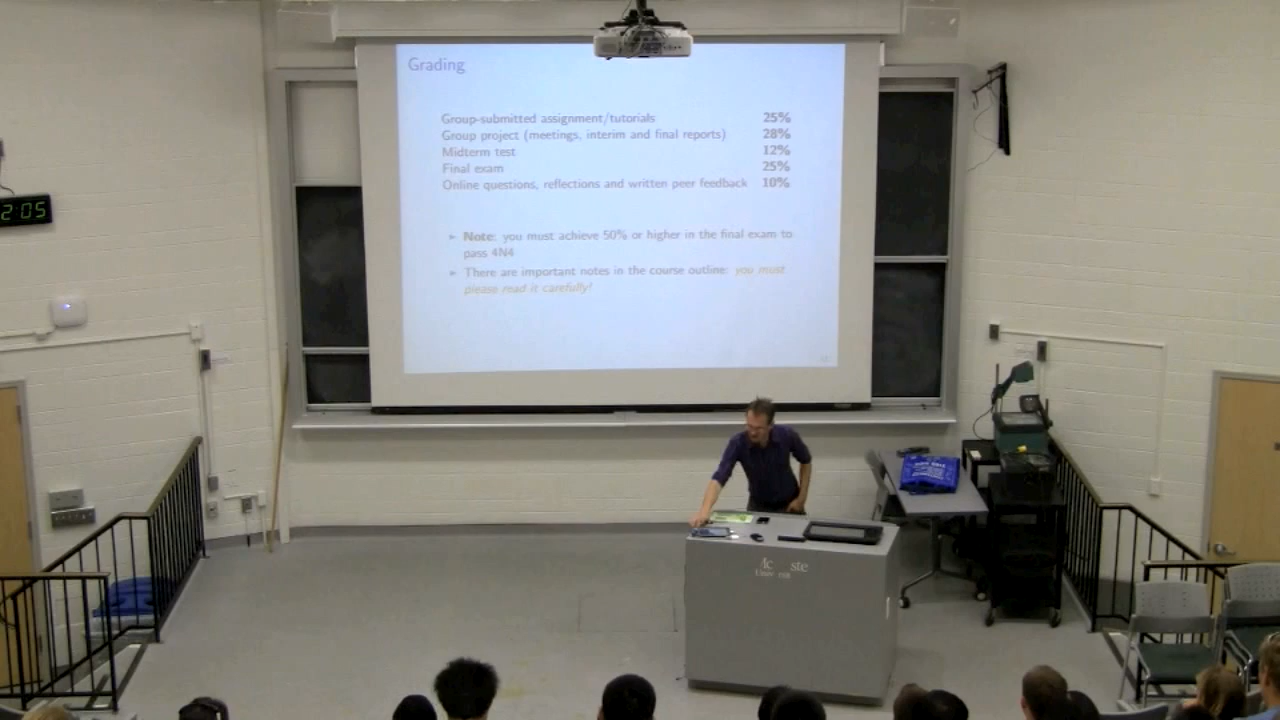 Grading
Group-submitted assignment/tutorials 25%
Group project (meetings, interim and final reports) 28%
Midterm test 12%
Final exam 25%
Online questions, reflections and written peer feedback 10%
Note: you must achieve 50% or higher in the final exam to
pass 4N4
There are important notes in the course outline: you must
please read it carefully!
2:05